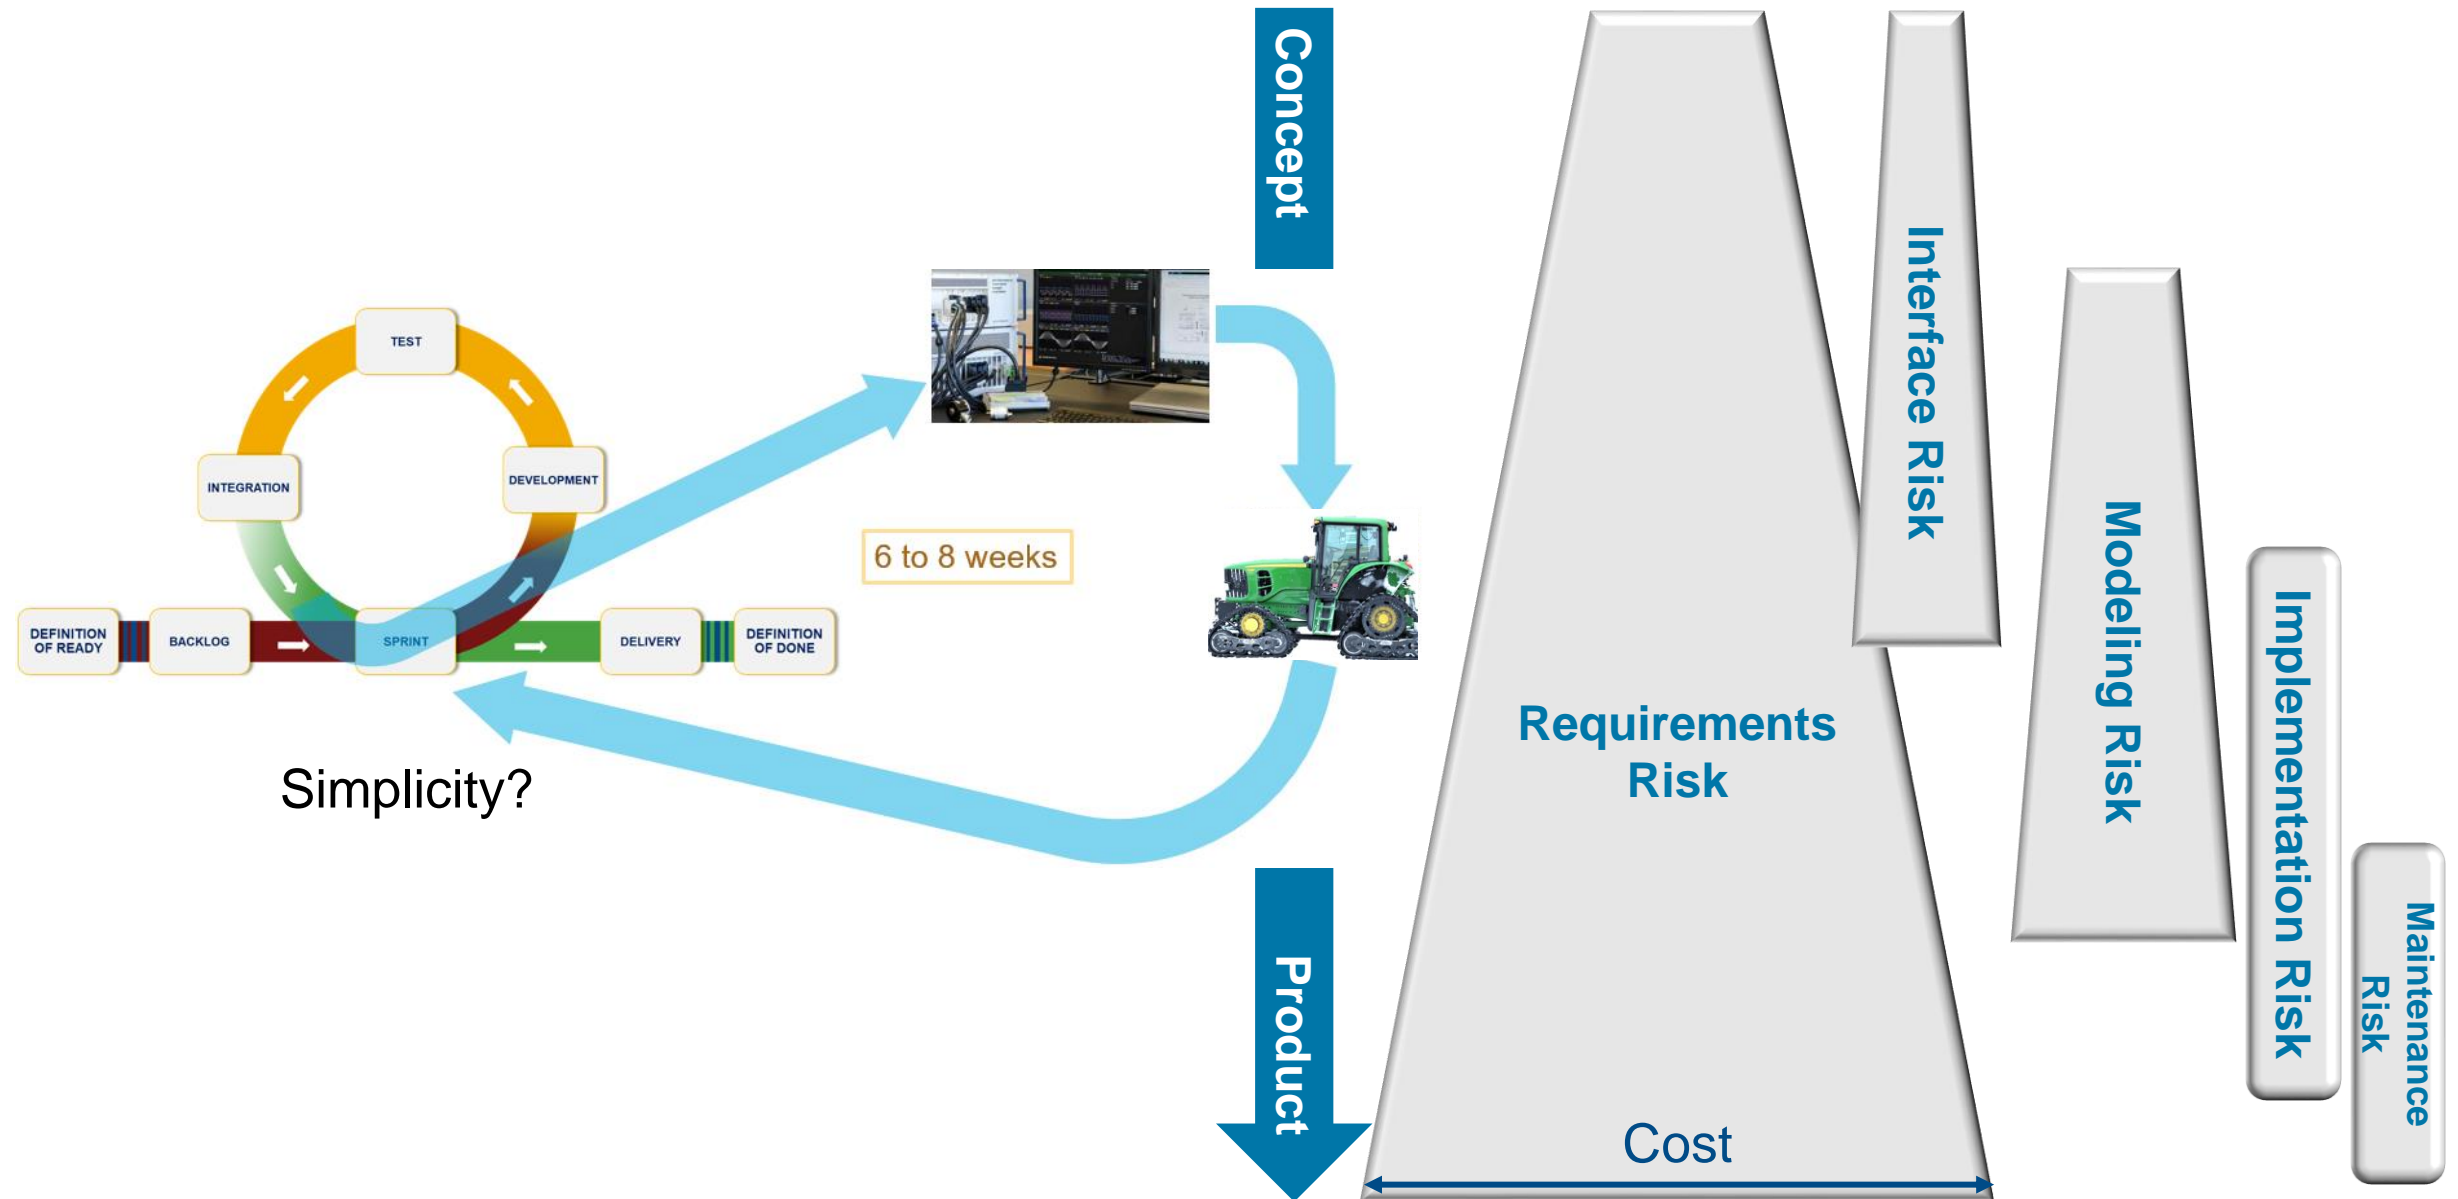 Concept
TEST
INTEGRATION
DEVELOPMENT
6 to 8 weeks
DEFINITION
OF READY
BACKLOG
SPRINT
DELIVERY
DEFINITION
OF DONE
Simplicity?
Product
Requirements
Risk
Cost
Interface Risk
Modeling Risk
Implementation Risk
Maintenance
Risk